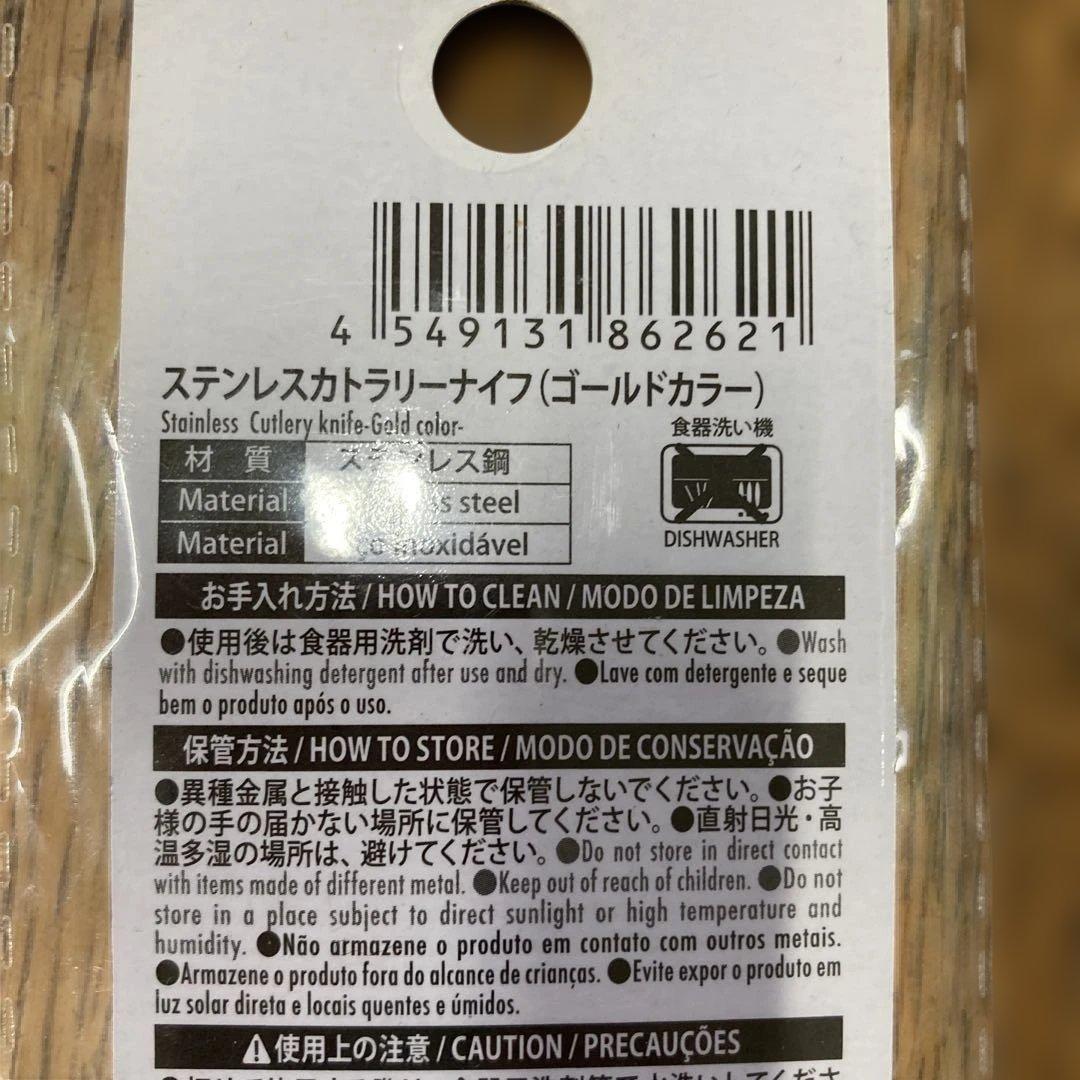 4 549131 862621
ステンレスカトラリーナイフ（ゴールドカラー）
Stainless Cutlery knife-Gold color-
食器洗い機
DISHWASHER
材 質 ステンレス鋼
Material steel
Material Aço inoxidável
お手入れ方法 / HOW TO CLEAN / MODO DE LIMPEZA
●使用後は食器用洗剤で洗い、乾燥させてください。●Wash
with dishwashing detergent after use and dry. ●Lave com detergente e seque
bem o produto após o uso.
保管方法 / HOW TO STORE / MODO DE CONSERVAÇÃO
●異種金属と接触した状態で保管しないでください。●お子
様の手の届かない場所に保管してください。●直射日光・高
温多湿の場所は、避けてください。●Do not store in direct contact
with items made of different metal. ●Keep out of reach of children. ●Do not
store in a place subject to direct sunlight or high temperature and
humidity. ●Não armazene o produto em contato com outros metais.
●Armazene o produto fora do alcance de crianças. ●Evite expor o produto em
luz solar direta e locais quentes e úmidos.
⚠使用上の注意 / CAUTION / PRECAUÇÕES